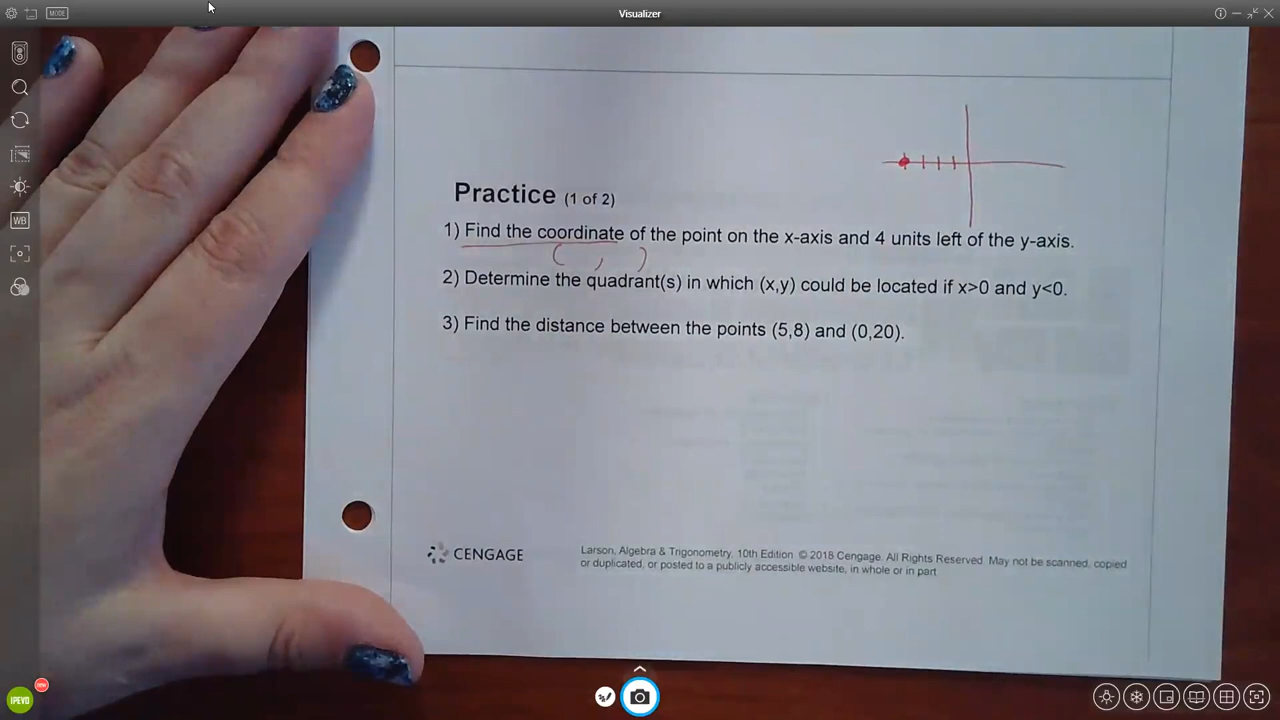 MODE
Visualizer
Practice (1 of 2)
1) Find the coordinate of the point on the x-axis and 4 units left of the y-axis.
( , )
2) Determine the quadrant(s) in which (x,y) could be located if x>0 and y<0.
3) Find the distance between the points (5,8) and (0,20).
CENGAGE
Larson, Algebra & Trigonometry, 10th Edition. © 2018 Cengage. All Rights Reserved. May not be scanned, copied
or duplicated, or posted to a publicly accessible website, in whole or in part.
WB
IPEVO